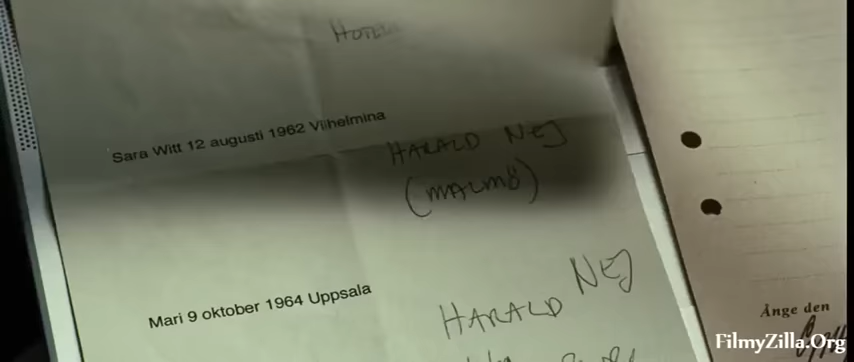 Sara Witt 12 augusti 1962 Vilhelmina
HARALD NEJ
(MALMÖ)
Mari 9 oktober 1964 Uppsala
HARALD NEJ
Ånge den
FilmyZilla.Org